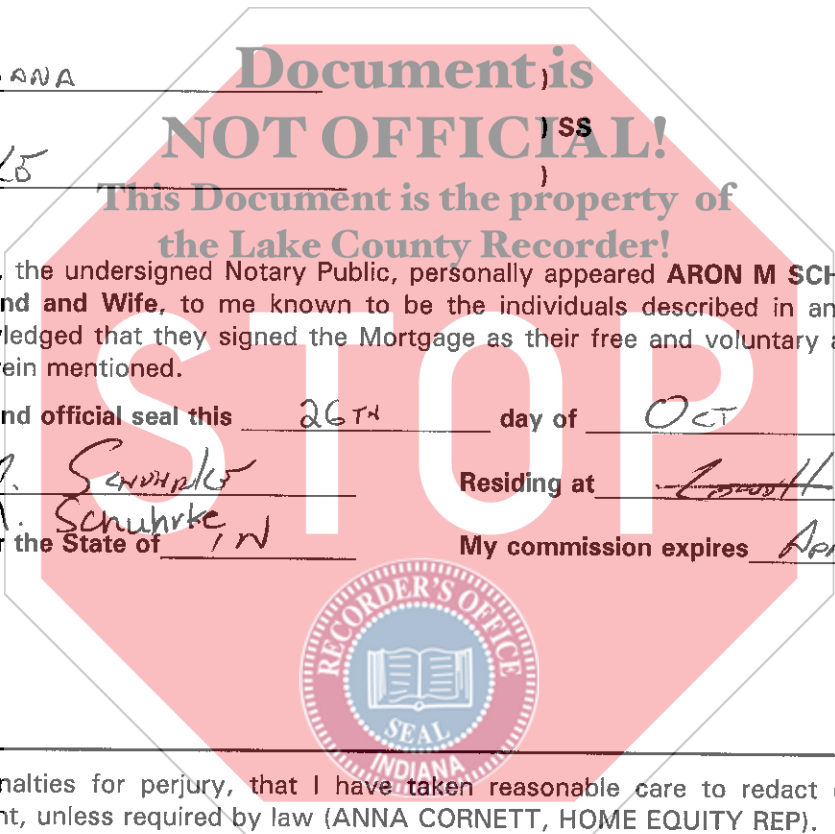 Document is
ANA )
NOT OFFICIAL!
) SS
)
This Document is the property of
the Lake County Recorder!
, the undersigned Notary Public, personally appeared ARON M SCH
nd and Wife, to me known to be the individuals described in an
ledged that they signed the Mortgage as their free and voluntary a
ein mentioned.
nd official seal this 26TH day of OCT
STOP
Residing at
Schuhrke
r the State of IN My commission expires
RECORDER'S OFFICE
SEAL
INDIANA
nalties for perjury, that I have taken reasonable care to redact
nt, unless required by law (ANNA CORNETT, HOME EQUITY REP).